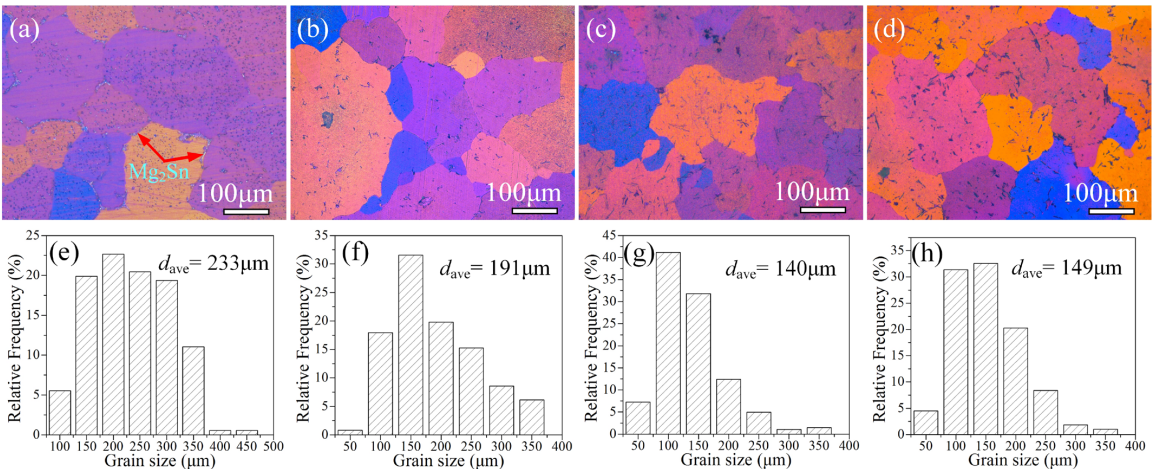 (a)
Mg₂Sn
100μm
(b)
100μm
(c)
100μm
(d)
100μm
(e)
d_ave= 233μm
Relative Frequency (%)
25
20
15
10
5
0
100 150 200 250 300 350 400 450 500
Grain size (μm)
(f)
d_ave= 191μm
Relative Frequency (%)
35
30
25
20
15
10
5
0
50 100 150 200 250 300 350 400
Grain size (μm)
(g)
d_ave= 140μm
Relative Frequency (%)
45
40
35
30
25
20
15
10
5
0
50 100 150 200 250 300 350 400
Grain size (μm)
(h)
d_ave= 149μm
Relative Frequency (%)
35
30
25
20
15
10
5
0
50 100 150 200 250 300 350 400
Grain size (μm)